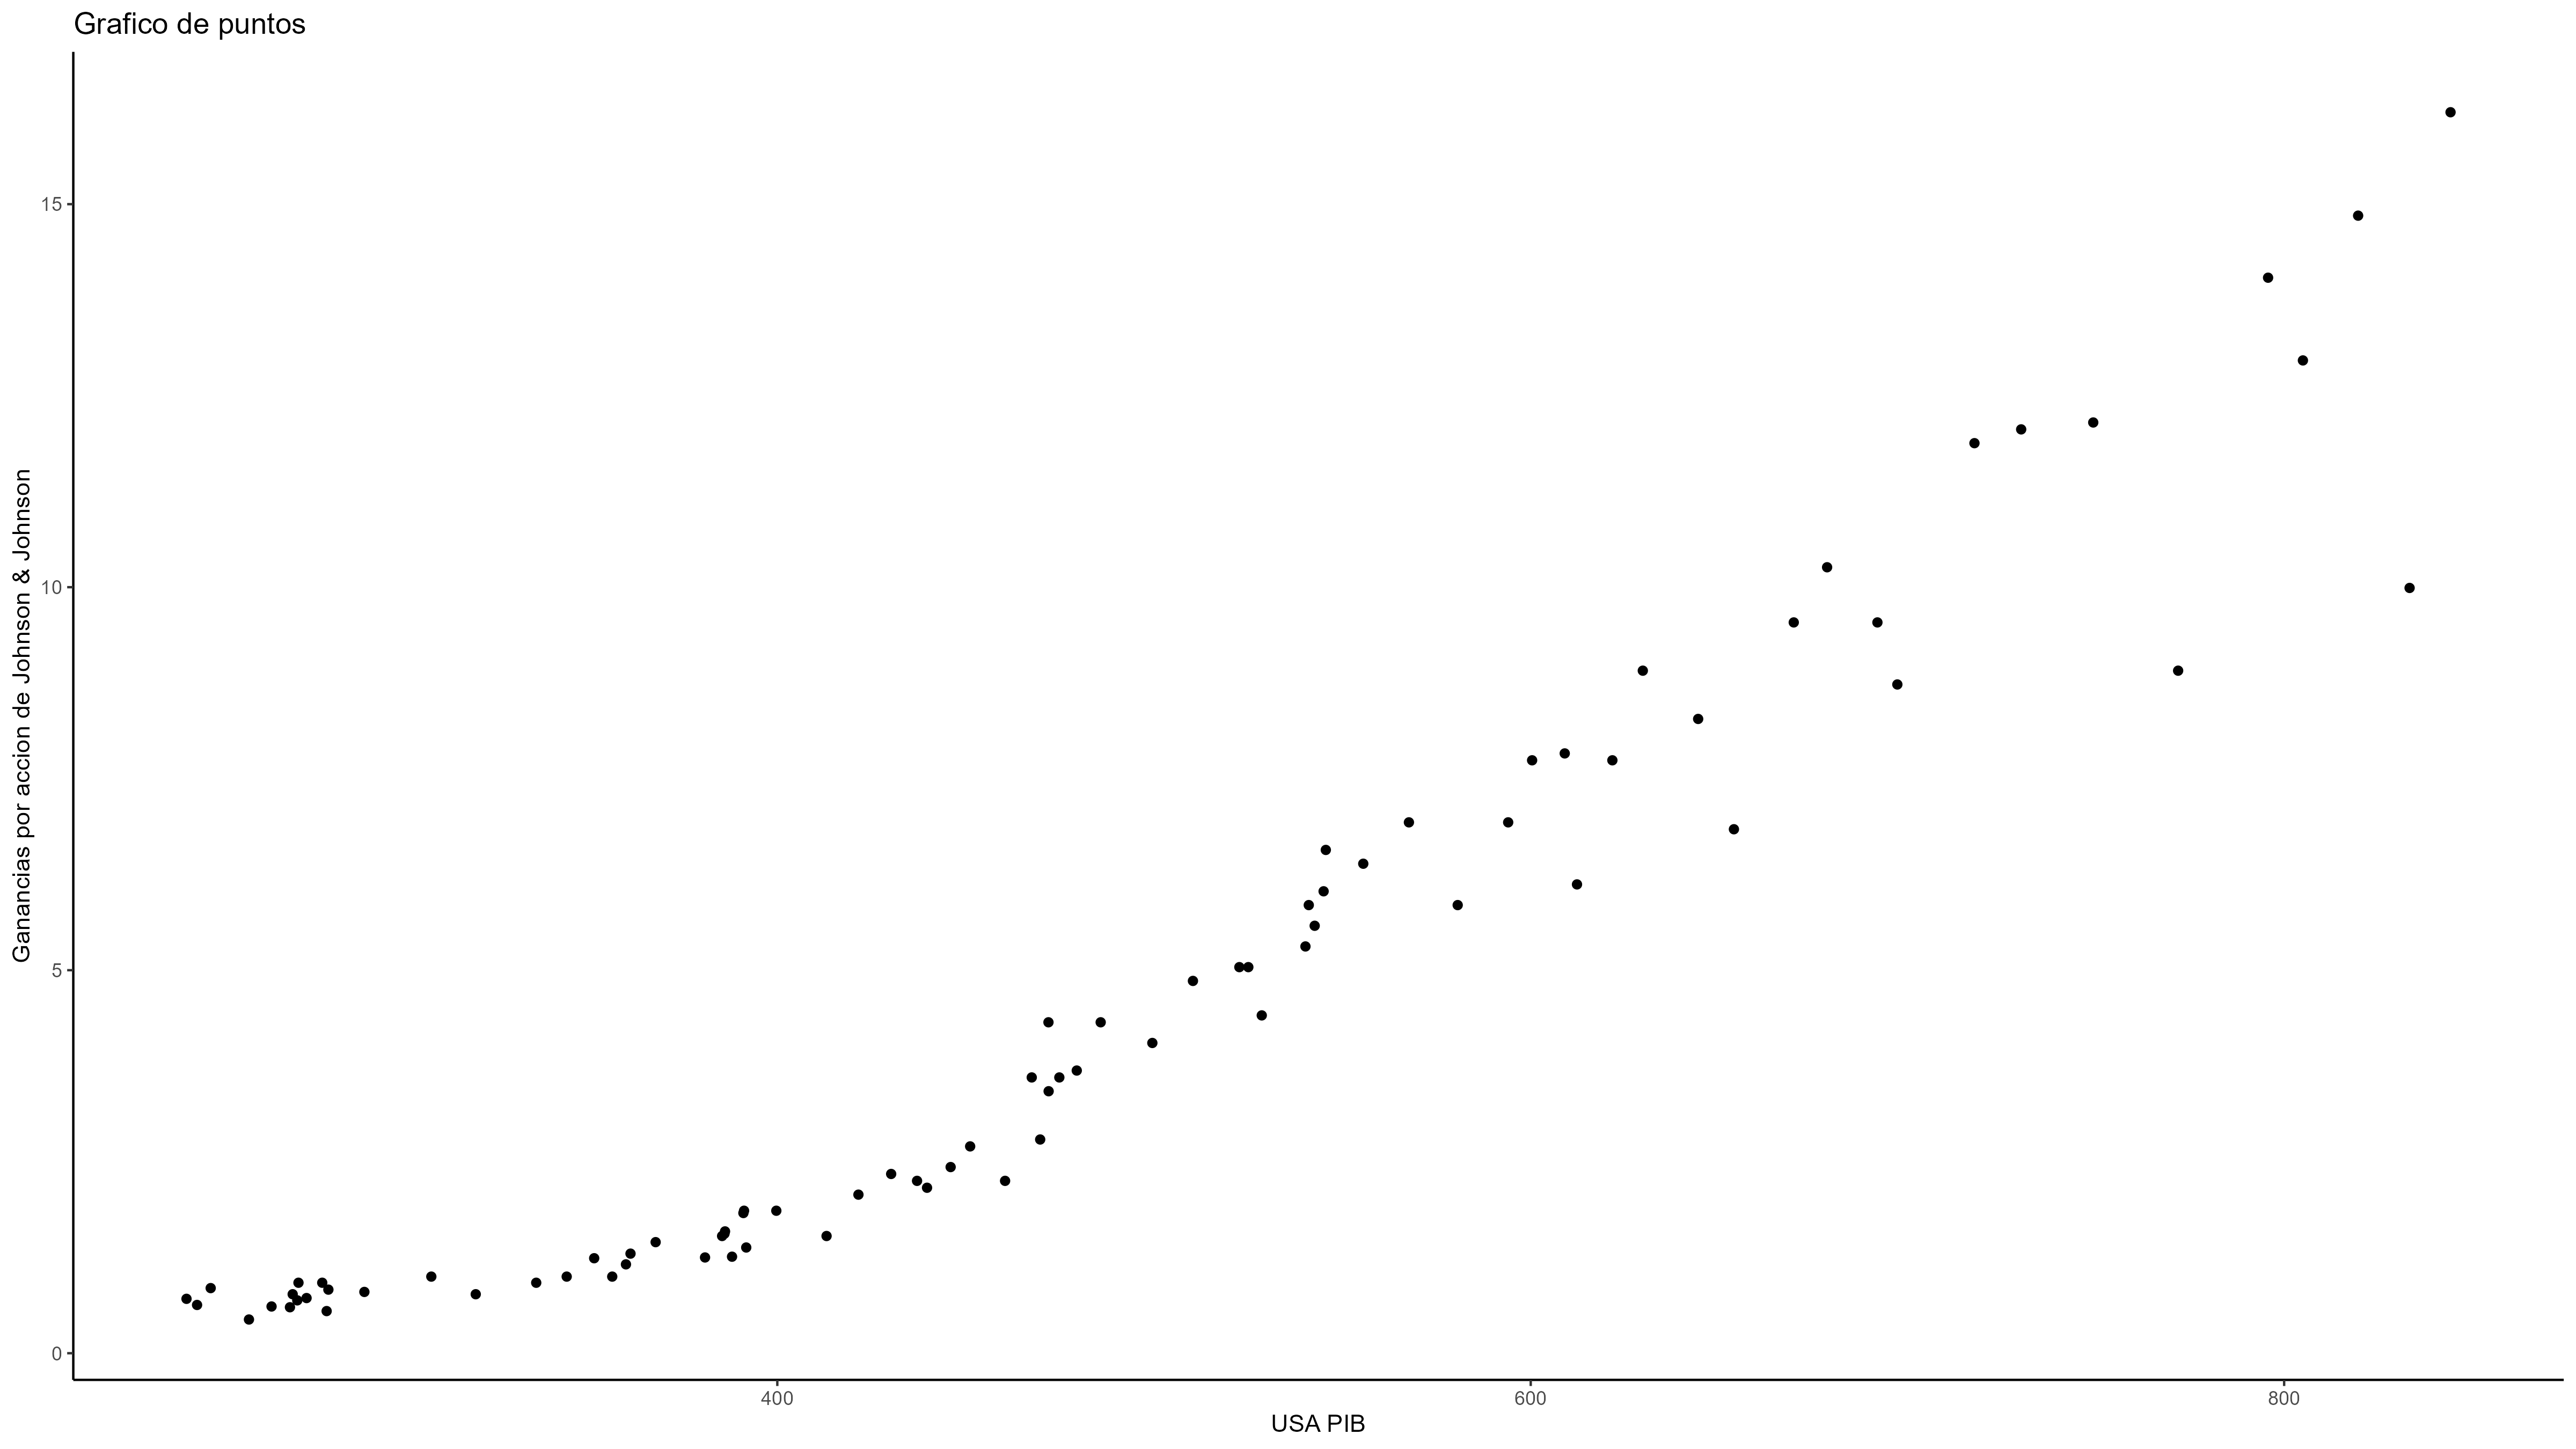 Grafico de puntos
Ganancias por accion de Johnson & Johnson
15
10
5
0
400
600
800
USA PIB